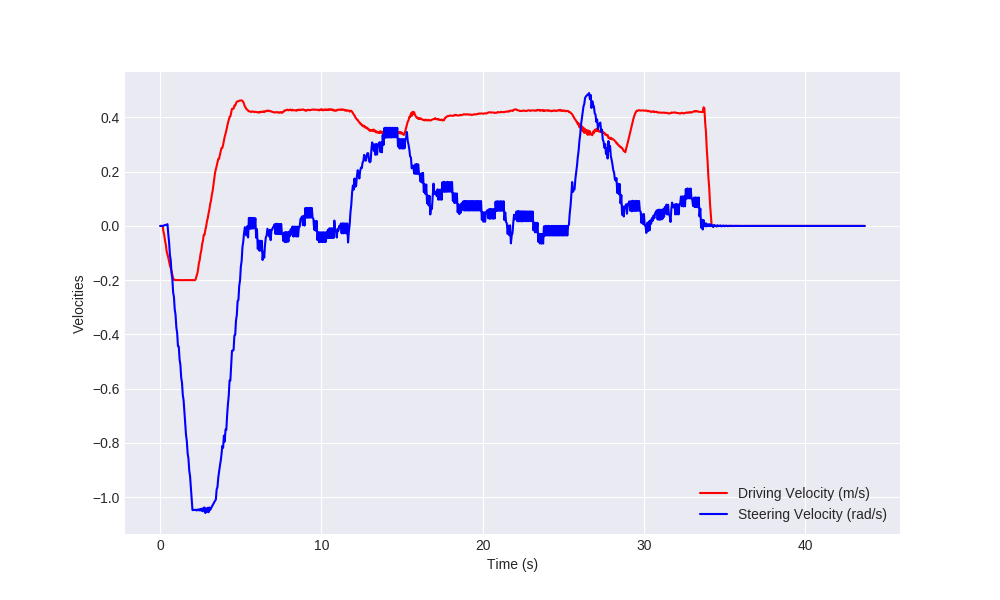 0.4
0.2
0.0
−0.2
−0.4
−0.6
−0.8
−1.0
Velocities
0 10 20 30 40
Time (s)
Driving Velocity (m/s)
Steering Velocity (rad/s)